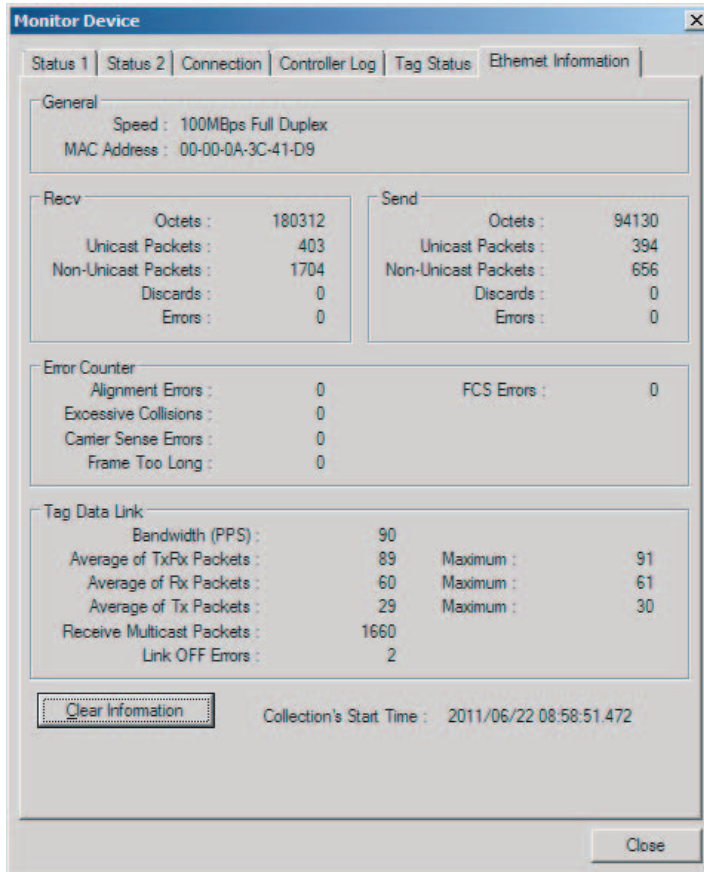 Monitor Device
Status 1 Status 2 Connection Controller Log Tag Status Ethernet Information
General
Speed : 100MBps Full Duplex
MAC Address : 00-00-0A-3C-41-D9
Recv
Octets : 180312
Unicast Packets : 403
Non-Unicast Packets : 1704
Discards : 0
Errors : 0
Send
Octets : 94130
Unicast Packets : 394
Non-Unicast Packets : 656
Discards : 0
Errors : 0
Error Counter
Alignment Errors : 0 FCS Errors : 0
Excessive Collisions : 0
Carrier Sense Errors : 0
Frame Too Long : 0
Tag Data Link
Bandwidth (PPS) : 90
Average of TxRx Packets : 89 Maximum : 91
Average of Rx Packets : 60 Maximum : 61
Average of Tx Packets : 29 Maximum : 30
Receive Multicast Packets : 1660
Link OFF Errors : 2
Clear Information Collection's Start Time : 2011/06/22 08:58:51.472
Close